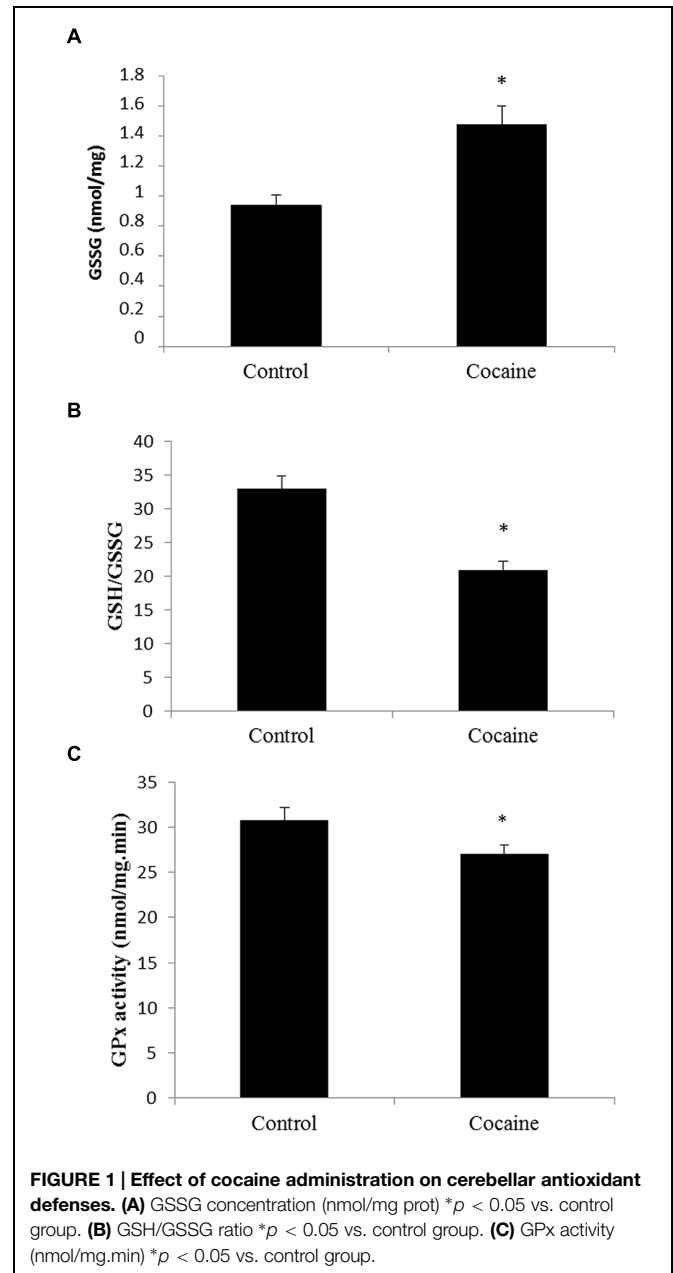 A
1.8
1.6
1.4
1.2
1
0.8
0.6
0.4
0.2
0
GSSG (nmol/mg)
*
Control Cocaine
B
40
35
30
25
20
15
10
5
0
GSH/GSSG
*
Control Cocaine
C
35
30
25
20
15
10
5
0
GPx activity (nmol/mg.min)
*
Control Cocaine
FIGURE 1 | Effect of cocaine administration on cerebellar antioxidant
defenses. (A) GSSG concentration (nmol/mg prot) *p < 0.05 vs. control
group. (B) GSH/GSSG ratio *p < 0.05 vs. control group. (C) GPx activity
(nmol/mg.min) *p < 0.05 vs. control group.